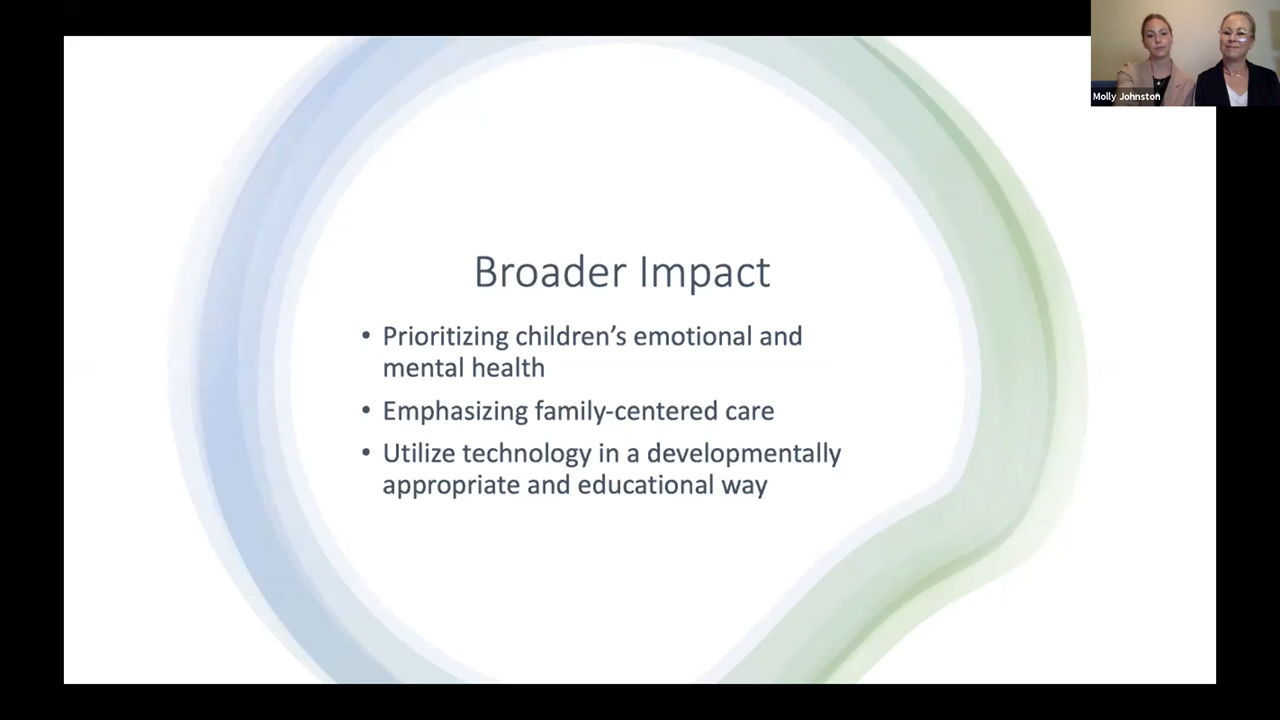 Molly Johnston
Broader Impact
• Prioritizing children’s emotional and
mental health
• Emphasizing family-centered care
• Utilize technology in a developmentally
appropriate and educational way